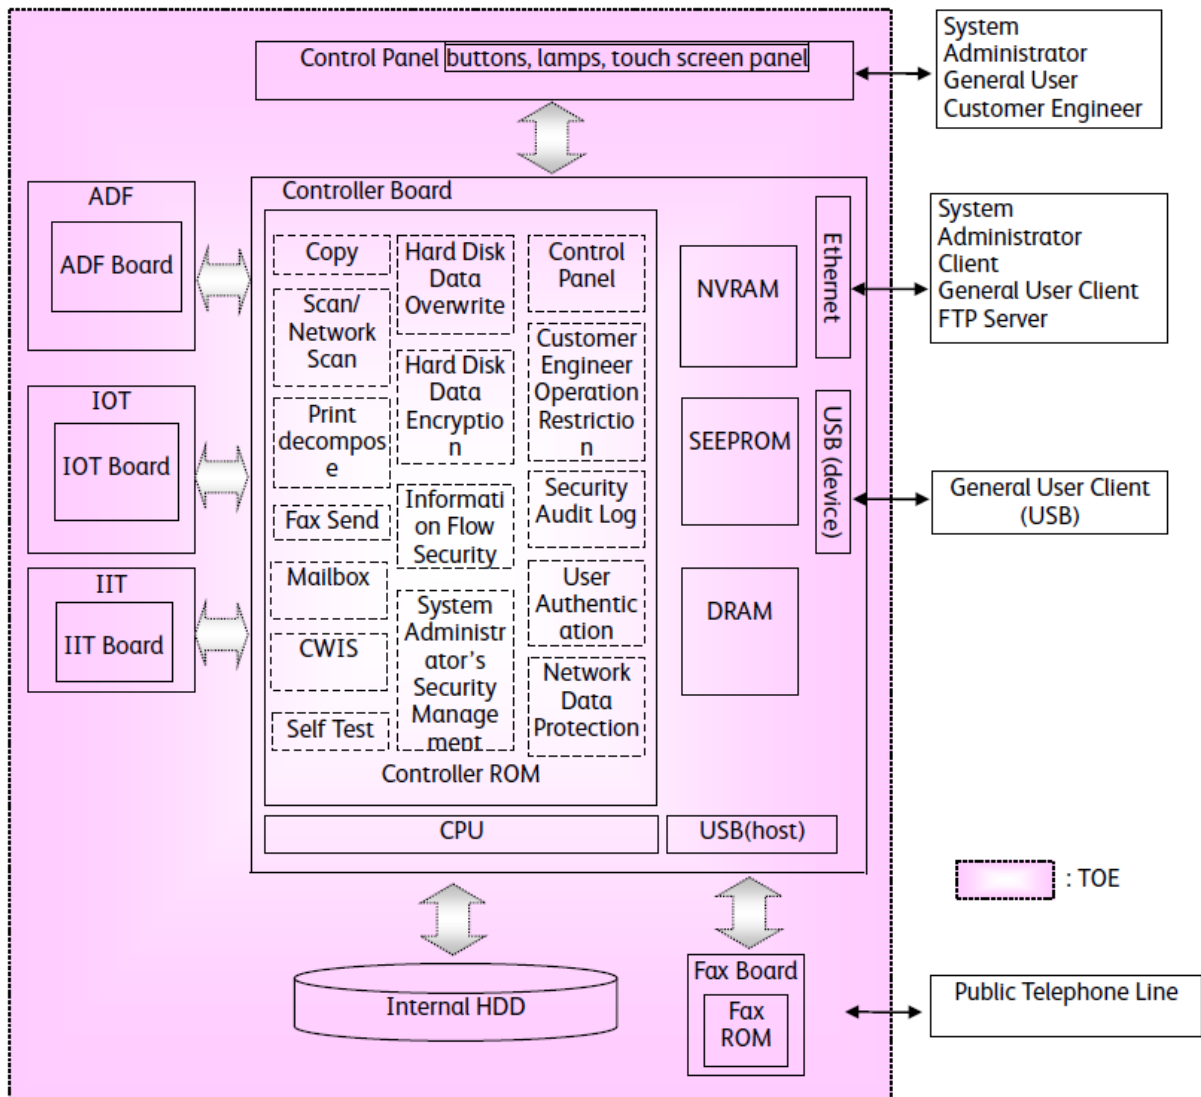 Control Panel buttons, lamps, touch screen panel
System
Administrator
General User
Customer Engineer
ADF
ADF Board
IOT
IOT Board
IIT
IIT Board
Controller Board
Copy
Scan/
Network
Scan
Print
decompos
e
Fax Send
Mailbox
CWIS
Self Test
Hard Disk
Data
Overwrite
Hard Disk
Data
Encryptio
n
Informati
on Flow
Security
System
Administr
ator's
Security
Manage
ment
Control
Panel
Customer
Engineer
Operation
Restrictio
n
Security
Audit Log
User
Authentic
ation
Network
Data
Protection
Controller ROM
NVRAM
SEEPROM
DRAM
Ethernet
USB (device)
CPU
USB(host)
System
Administrator
Client
General User Client
FTP Server
General User Client
(USB)
: TOE
Internal HDD
Fax Board
Fax
ROM
Public Telephone Line